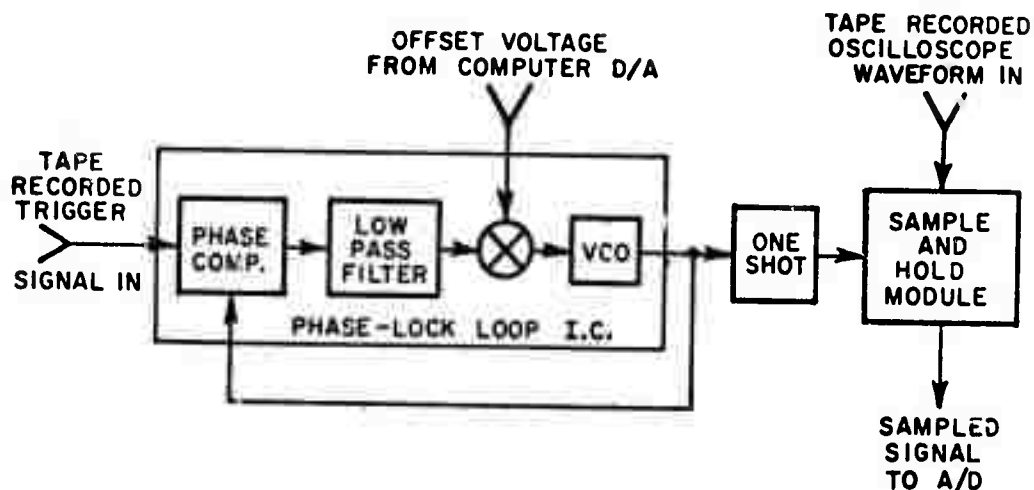 OFFSET VOLTAGE
FROM COMPUTER D/A
TAPE RECORDED
OSCILLOSCOPE
WAVEFORM IN
TAPE
RECORDED
TRIGGER
SIGNAL IN
PHASE
COMP.
LOW
PASS
FILTER
VCO
ONE
SHOT
SAMPLE
AND
HOLD
MODULE
PHASE-LOCK LOOP I.C.
SAMPLED
SIGNAL
TO A/D